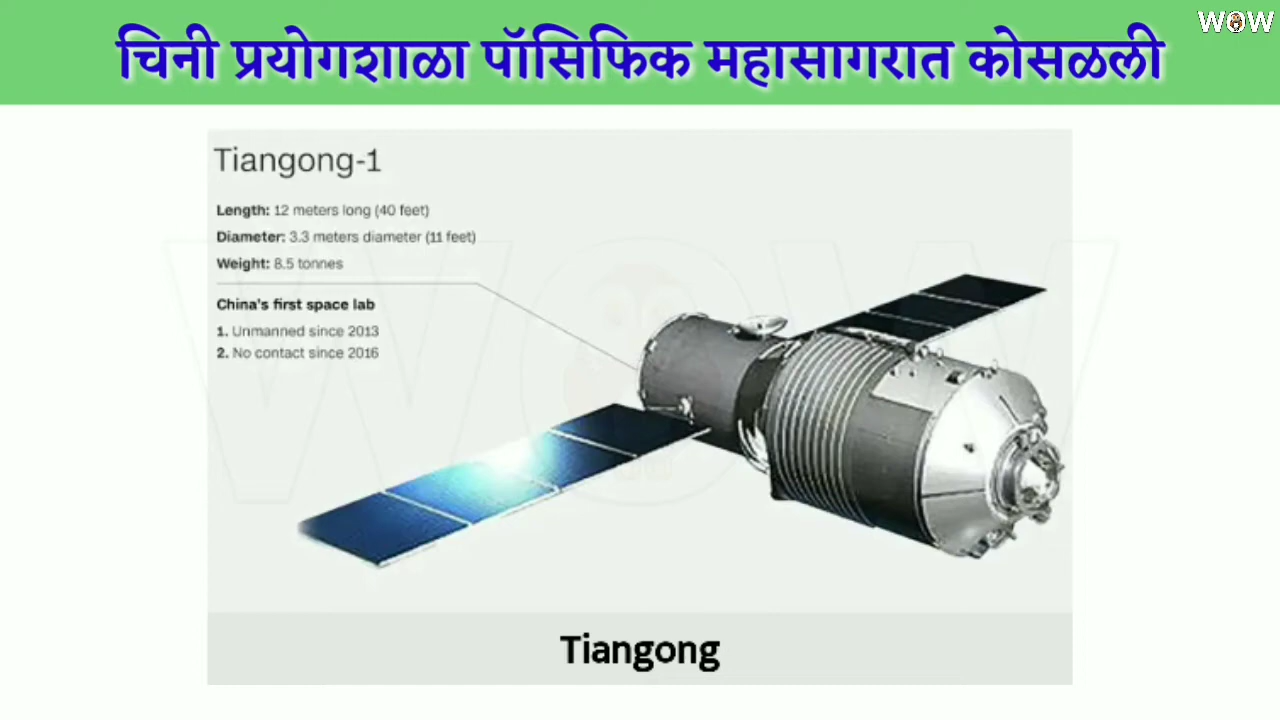 WOW
चिनी प्रयोगशाळा पॉसिफिक महासागरात कोसळली
Tiangong-1
Length: 12 meters long (40 feet)
Diameter: 3.3 meters diameter (11 feet)
Weight: 8.5 tonnes
China's first space lab
1. Unmanned since 2013
2. No contact since 2016
WOW
Tiangong